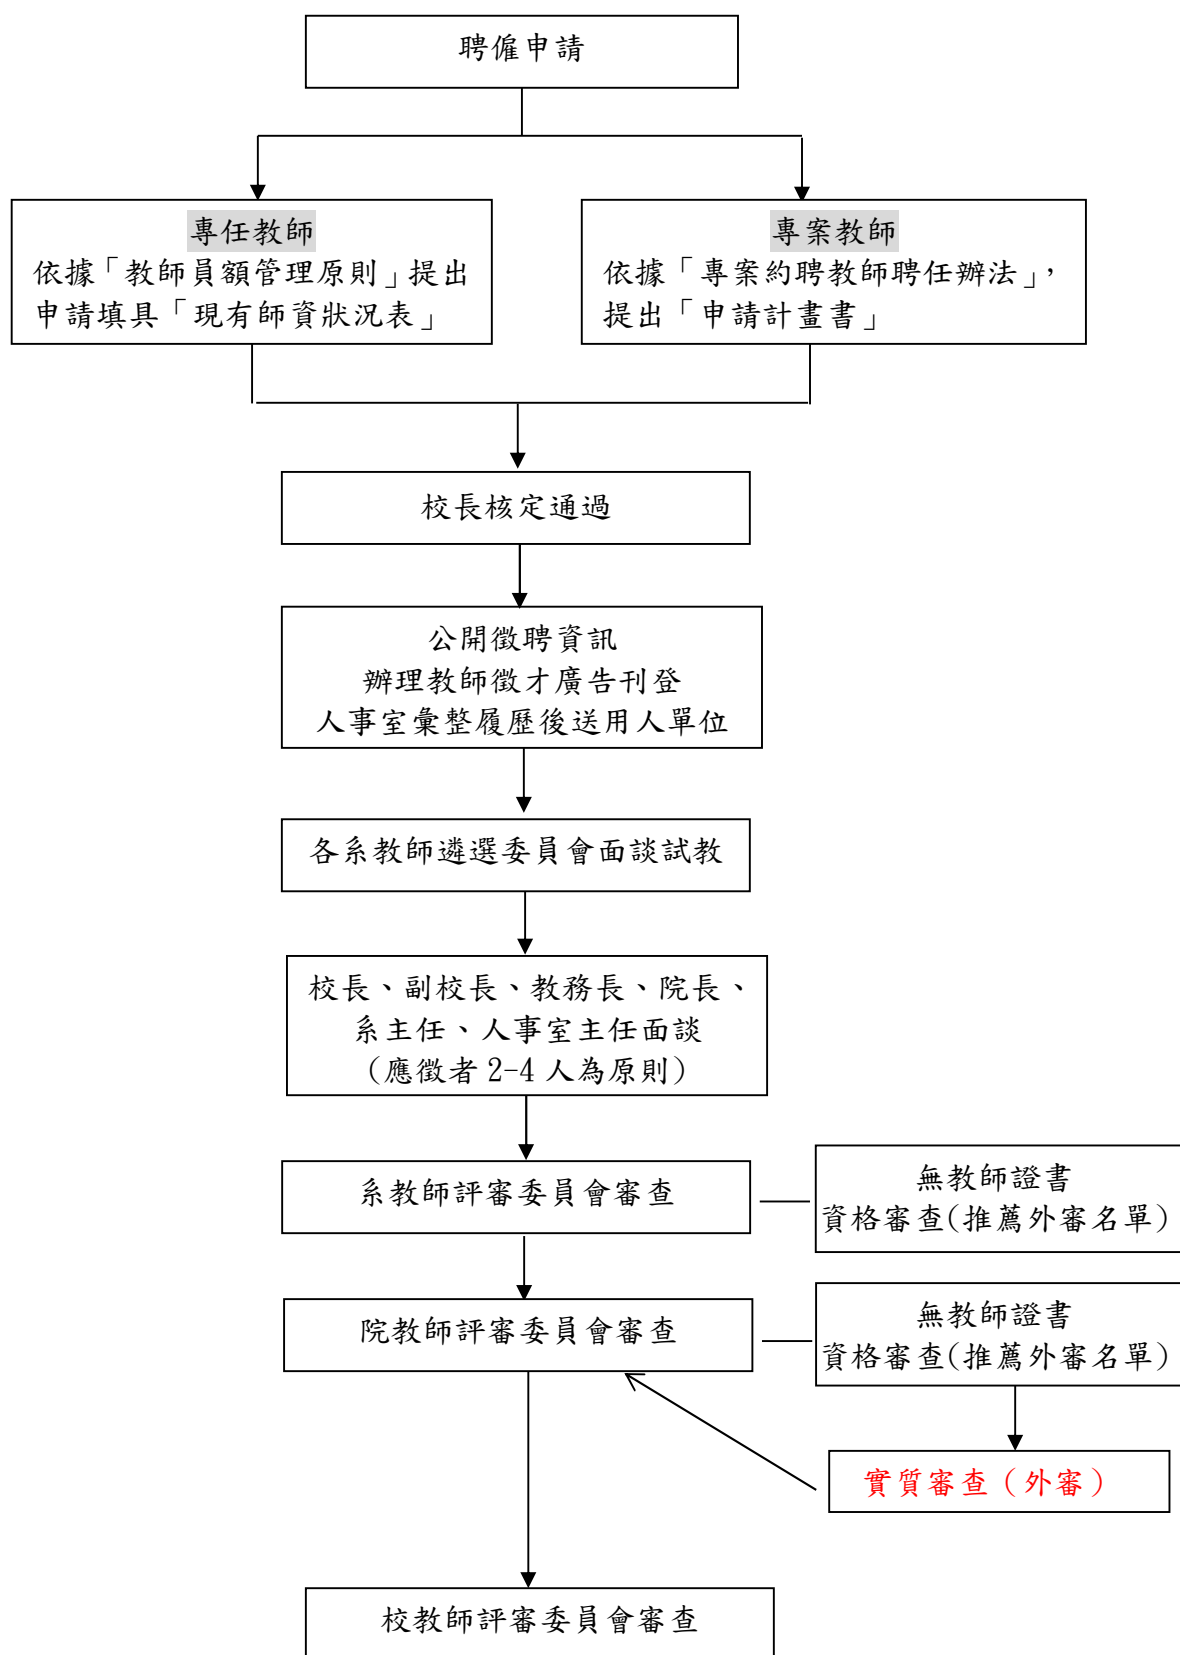 聘僱申請
專任教師
依據「教師員額管理原則」提出
申請填具「現有師資狀況表」
專案教師
依據「專案約聘教師聘任辦法」，
提出「申請計畫書」
校長核定通過
公開徵聘資訊
辦理教師徵才廣告刊登
人事室彙整履歷後送用人單位
各系教師遴選委員會面談試教
校長、副校長、教務長、院長、
系主任、人事室主任面談
(應徵者 2-4 人為原則)
系教師評審委員會審查
無教師證書
資格審查(推薦外審名單)
院教師評審委員會審查
無教師證書
資格審查(推薦外審名單)
實質審查（外審）
校教師評審委員會審查